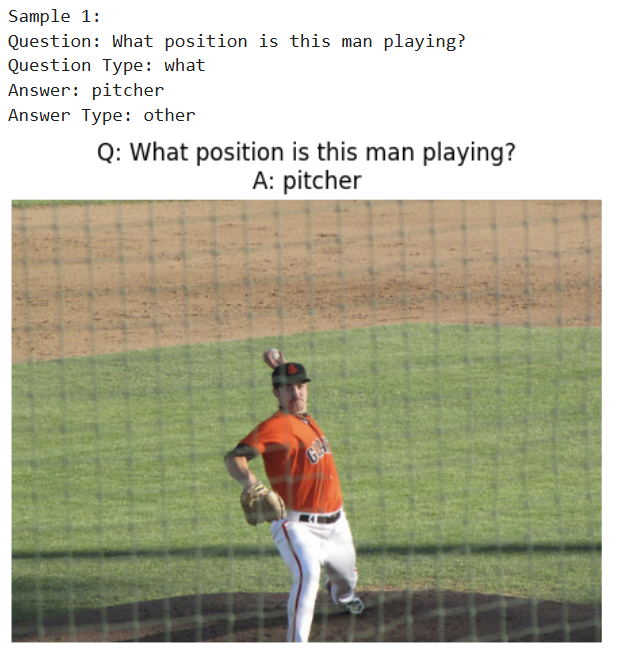 Sample 1:
Question: What position is this man playing?
Question Type: what
Answer: pitcher
Answer Type: other
Q: What position is this man playing?
A: pitcher